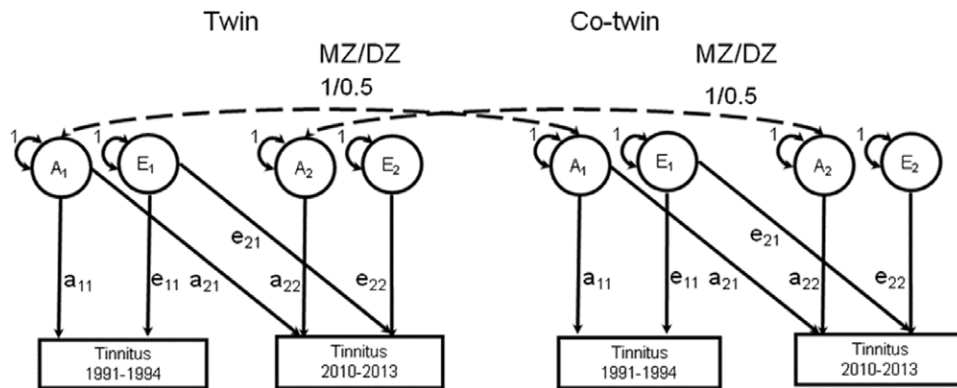 Twin Co-twin
MZ/DZ MZ/DZ
1/0.5 1/0.5
1 1 1 1 1 1 1 1
A₁ E₁ A₂ E₂ A₁ E₁ A₂ E₂
e₂₁ e₂₁
a₁₁ e₁₁ a₂₁ a₂₂ e₂₂ a₁₁ e₁₁ a₂₁ a₂₂ e₂₂
Tinnitus Tinnitus Tinnitus Tinnitus
1991-1994 2010-2013 1991-1994 2010-2013